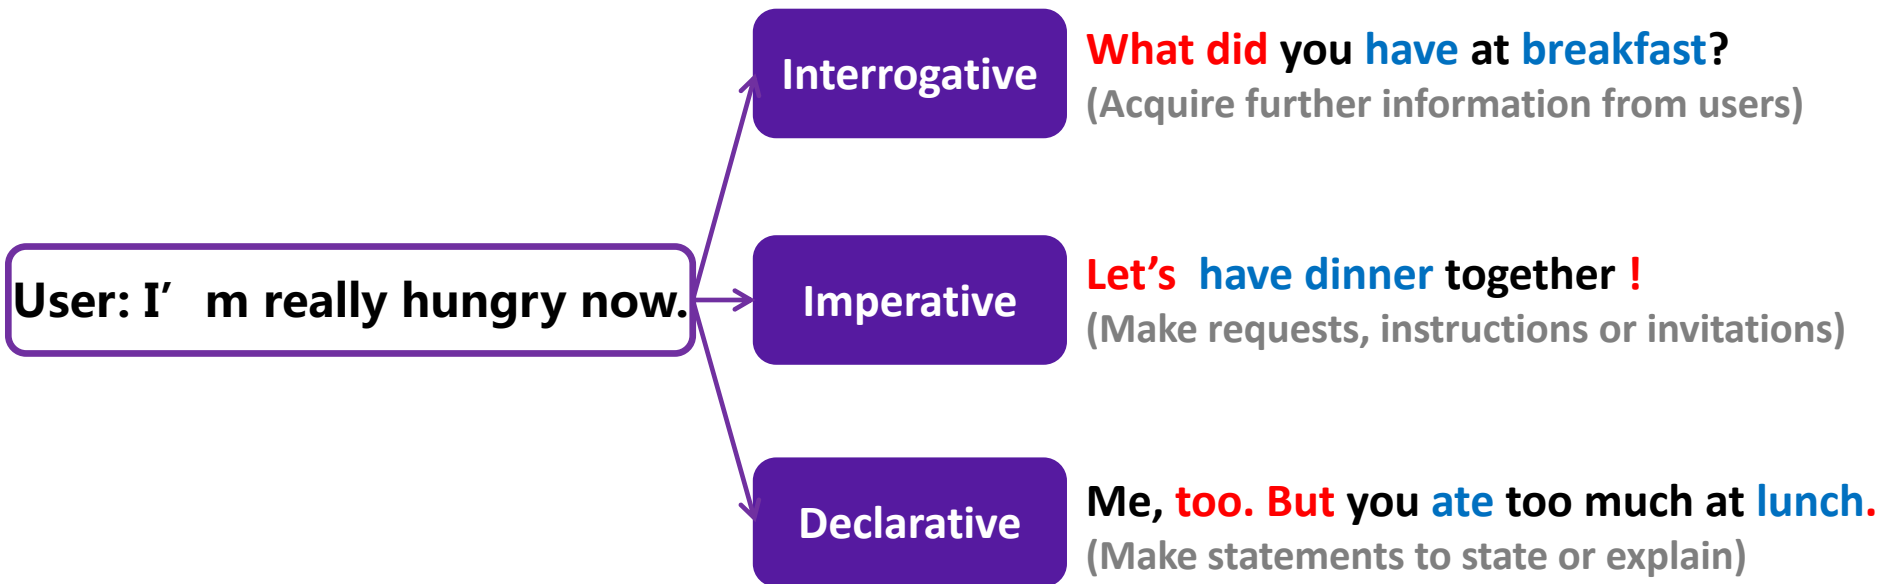 User: I’ m really hungry now.
Interrogative
What did you have at breakfast?
(Acquire further information from users)
Imperative
Let’s have dinner together !
(Make requests, instructions or invitations)
Declarative
Me, too. But you ate too much at lunch.
(Make statements to state or explain)